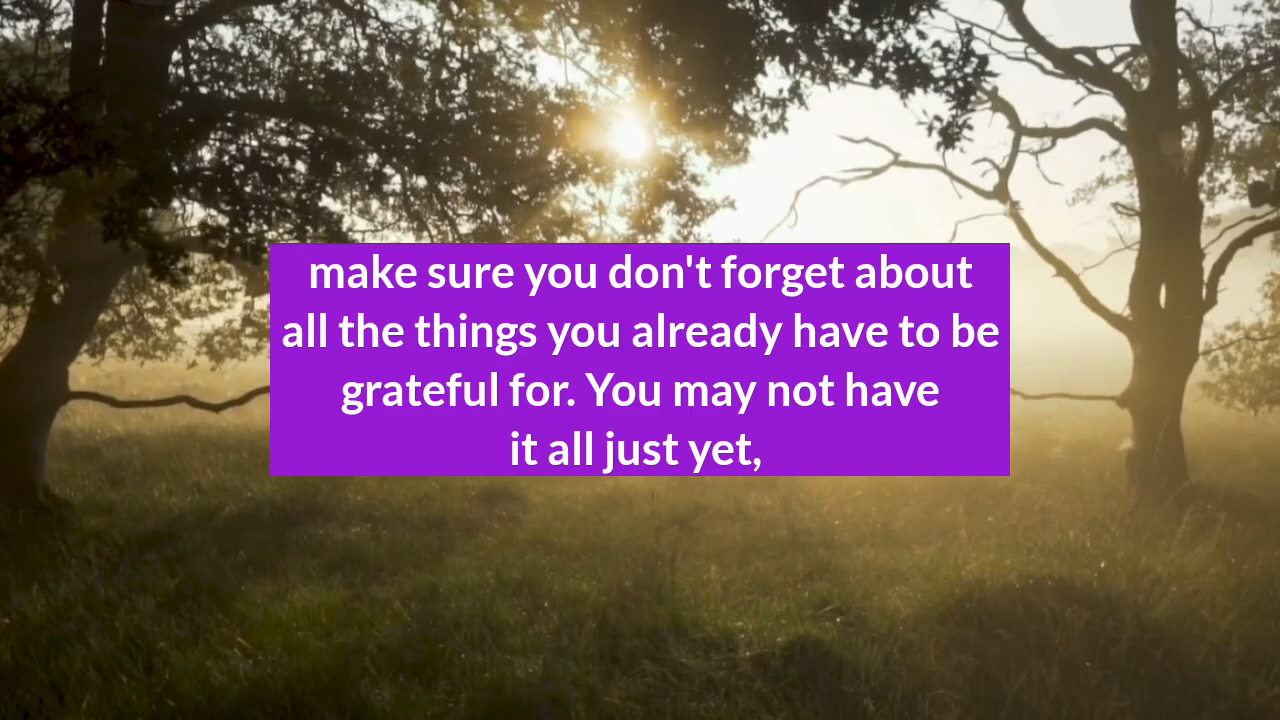 make sure you don't forget about
all the things you already have to be
grateful for. You may not have
it all just yet,